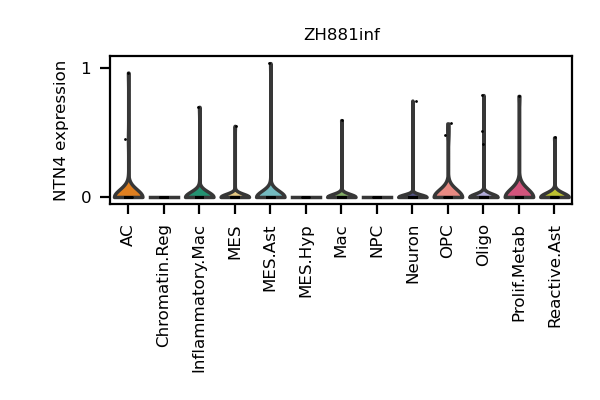 ZH881inf
NTN4 expression
1
0
AC
Chromatin.Reg
Inflammatory.Mac
MES
MES.Ast
MES.Hyp
Mac
NPC
Neuron
OPC
Oligo
Prolif.Metab
Reactive.Ast